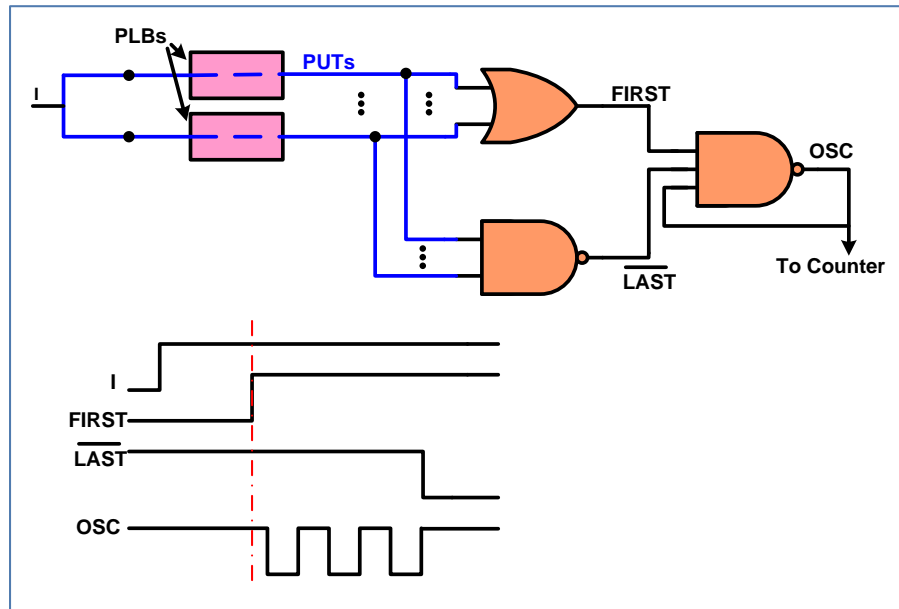 PLBs
I
PUTs
FIRST
OSC
LAST
To Counter
I
FIRST
LAST
OSC